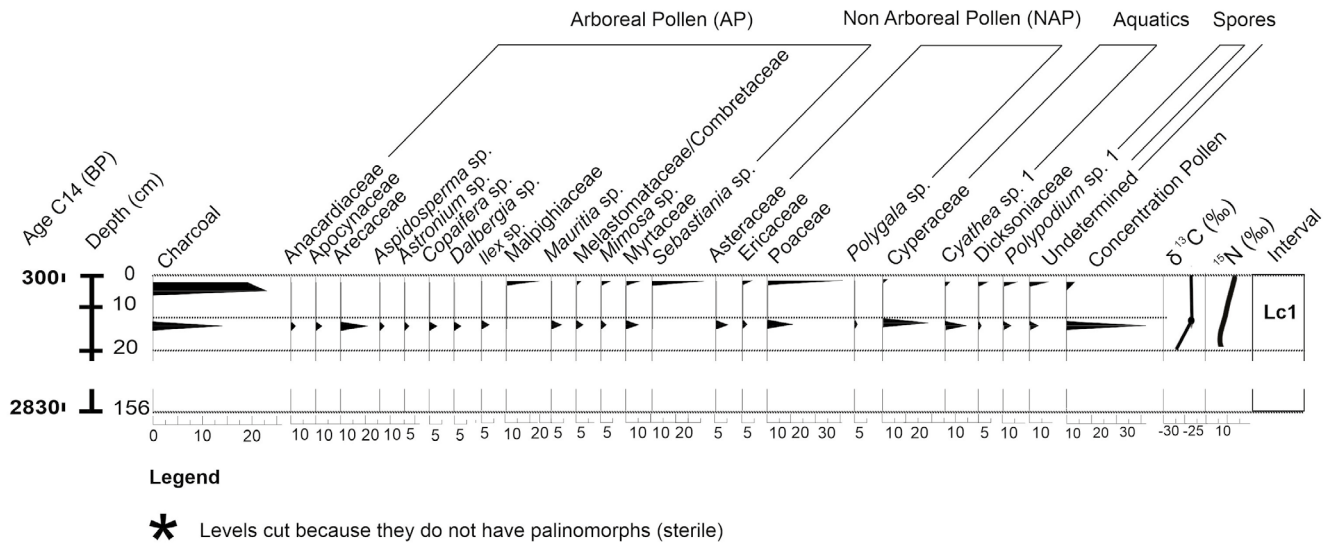 Arboreal Pollen (AP) Non Arboreal Pollen (NAP) Aquatics Spores
Age C14 (BP)
Depth (cm)
Charcoal
Anacardiaceae
Apocynaceae
Arecaceae
Aspidosperma sp.
Astronium sp.
Copaifera sp.
Dalbergia sp.
Ilex sp.
Malpighiaceae
Mauritia sp.
Melastomataceae/Combretaceae
Mimosa sp.
Myrtaceae
Sebastiania sp.
Asteraceae
Ericaceae
Poaceae
Polygala sp.
Cyperaceae
Cyathea sp. 1
Dicksoniaceae
Polypodium sp. 1
Undetermined
Concentration Pollen
δ 13C (‰)
15N (‰)
Interval
300 0
10
Lc1
20
2830 156
0 10 20 10 10 10 20 10 5 5 5 5 10 20 5 5 5 10 10 20 5 5 10 20 30 5 10 20 10 5 10 10 10 20 30 -30 -25 10
Legend
* Levels cut because they do not have palinomorphs (sterile)